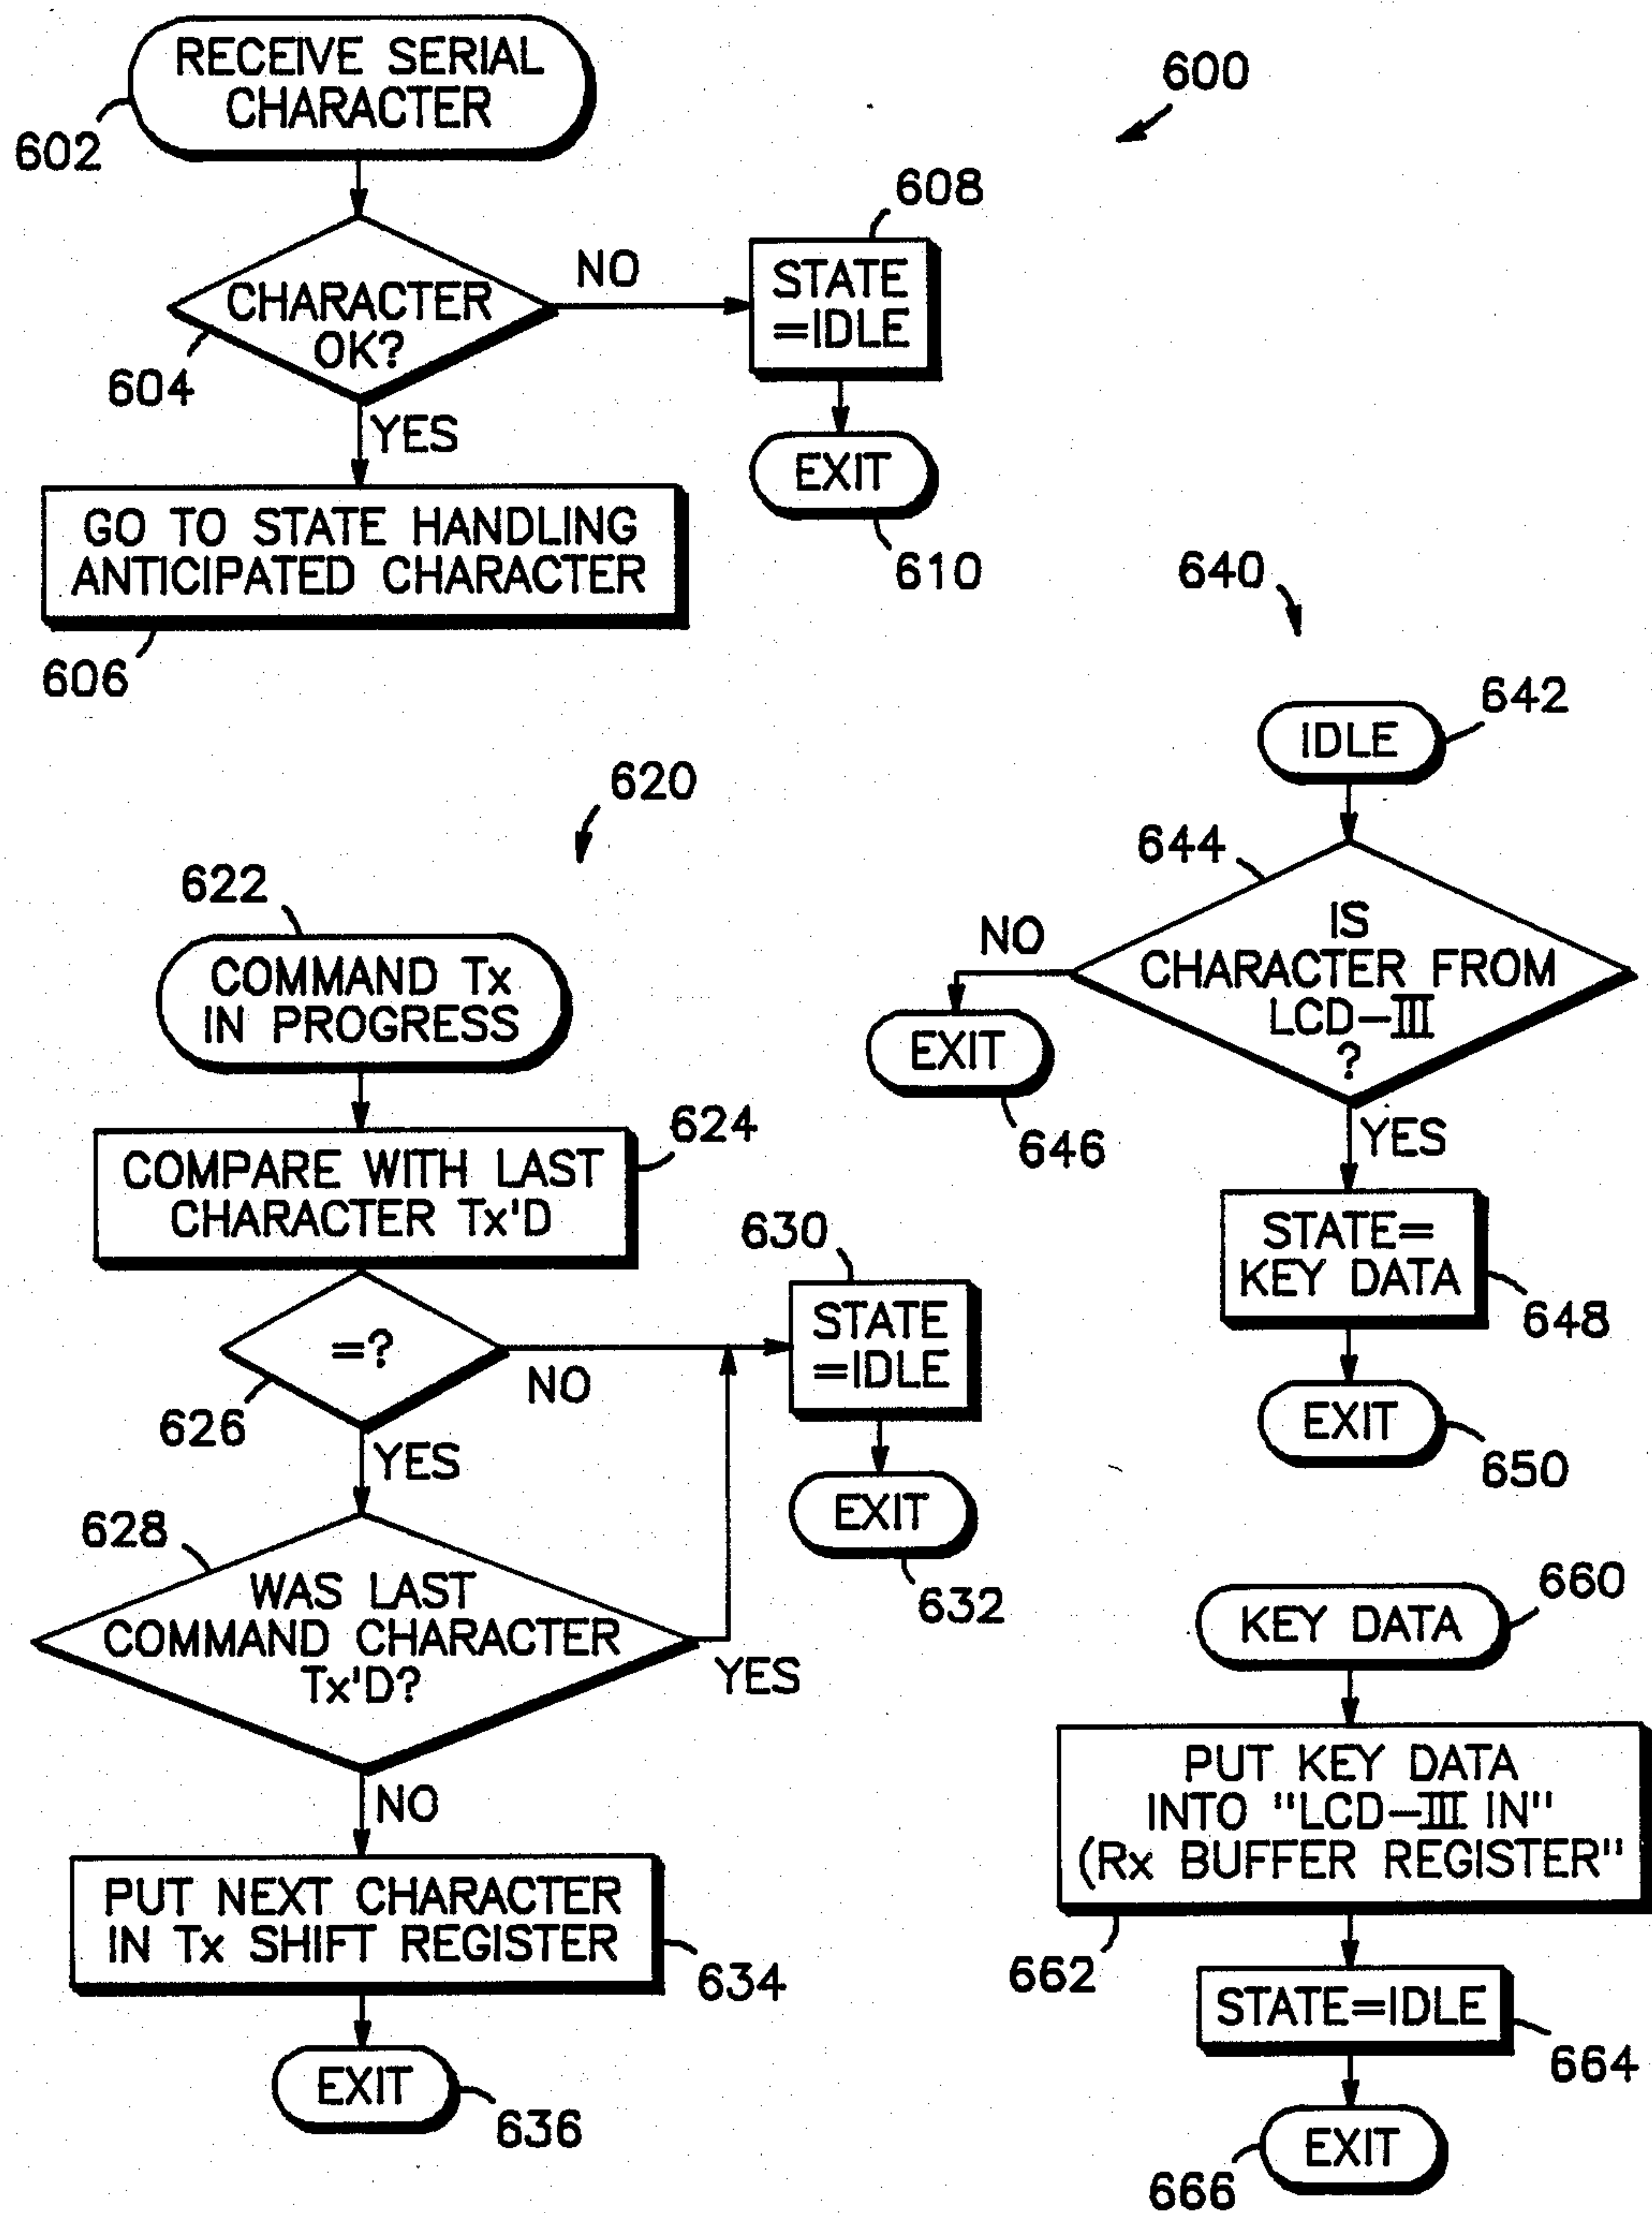 RECEIVE SERIAL
CHARACTER
602
600
CHARACTER
OK?
604
NO
YES
608
STATE
=IDLE
EXIT
610
GO TO STATE HANDLING
ANTICIPATED CHARACTER
606
620
622
COMMAND Tx
IN PROGRESS
624
COMPARE WITH LAST
CHARACTER Tx'D
=?
626
NO
YES
630
STATE
=IDLE
EXIT
632
628
WAS LAST
COMMAND CHARACTER
Tx'D?
YES
NO
PUT NEXT CHARACTER
IN Tx SHIFT REGISTER
634
EXIT
636
640
642
IDLE
644
IS
CHARACTER FROM
LCD-III
?
NO
EXIT
646
YES
STATE=
KEY DATA
648
EXIT
650
660
KEY DATA
PUT KEY DATA
INTO "LCD-III IN"
(Rx BUFFER REGISTER"
662
STATE=IDLE
664
EXIT
666